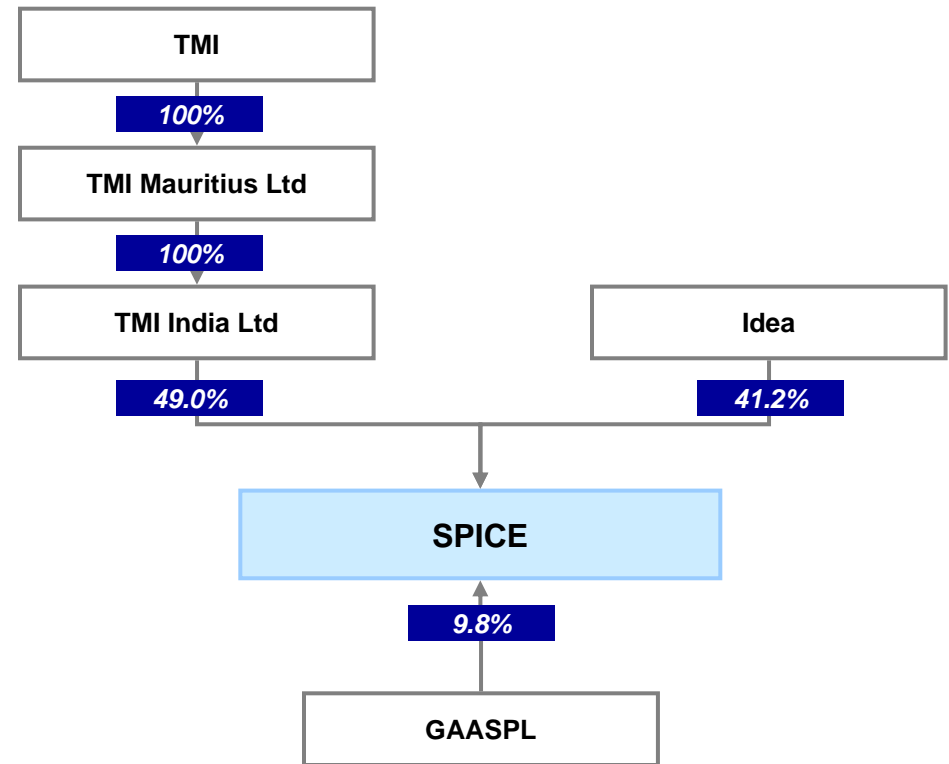 TMI
100%
TMI Mauritius Ltd
100%
TMI India Ltd
Idea
49.0%
41.2%
SPICE
9.8%
GAASPL